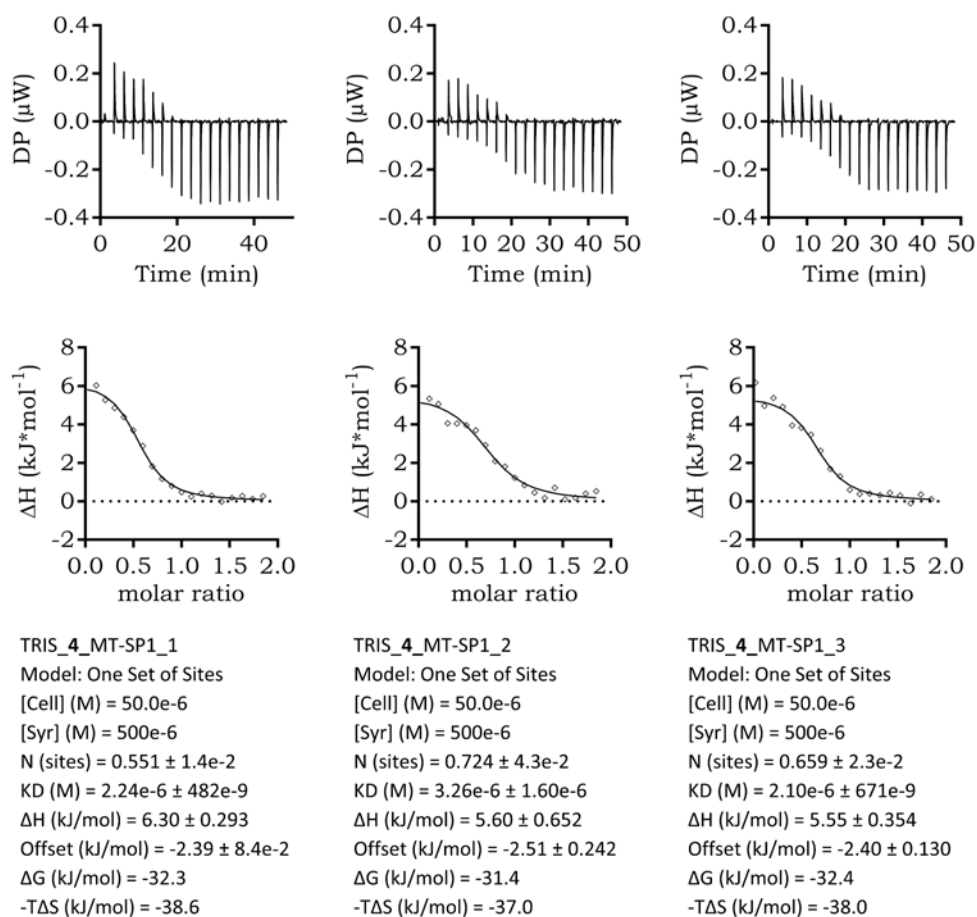 DP (µW)
0.4
0.2
0.0
-0.2
-0.4
0 20 40
Time (min)
DP (µW)
0.4
0.2
0.0
-0.2
-0.4
0 10 20 30 40 50
Time (min)
DP (µW)
0.4
0.2
0.0
-0.2
-0.4
0 10 20 30 40 50
Time (min)
ΔH (kJ*mol⁻¹)
8
6
4
2
0
-2
0.0 0.5 1.0 1.5 2.0
molar ratio
ΔH (kJ*mol⁻¹)
8
6
4
2
0
-2
0.0 0.5 1.0 1.5 2.0
molar ratio
ΔH (kJ*mol⁻¹)
8
6
4
2
0
-2
0.0 0.5 1.0 1.5 2.0
molar ratio
TRIS_4_MT-SP1_1
Model: One Set of Sites
[Cell] (M) = 50.0e-6
[Syr] (M) = 500e-6
N (sites) = 0.551 ± 1.4e-2
KD (M) = 2.24e-6 ± 482e-9
ΔH (kJ/mol) = 6.30 ± 0.293
Offset (kJ/mol) = -2.39 ± 8.4e-2
ΔG (kJ/mol) = -32.3
-TΔS (kJ/mol) = -38.6
TRIS_4_MT-SP1_2
Model: One Set of Sites
[Cell] (M) = 50.0e-6
[Syr] (M) = 500e-6
N (sites) = 0.724 ± 4.3e-2
KD (M) = 3.26e-6 ± 1.60e-6
ΔH (kJ/mol) = 5.60 ± 0.652
Offset (kJ/mol) = -2.51 ± 0.242
ΔG (kJ/mol) = -31.4
-TΔS (kJ/mol) = -37.0
TRIS_4_MT-SP1_3
Model: One Set of Sites
[Cell] (M) = 50.0e-6
[Syr] (M) = 500e-6
N (sites) = 0.659 ± 2.3e-2
KD (M) = 2.10e-6 ± 671e-9
ΔH (kJ/mol) = 5.55 ± 0.354
Offset (kJ/mol) = -2.40 ± 0.130
ΔG (kJ/mol) = -32.4
-TΔS (kJ/mol) = -38.0